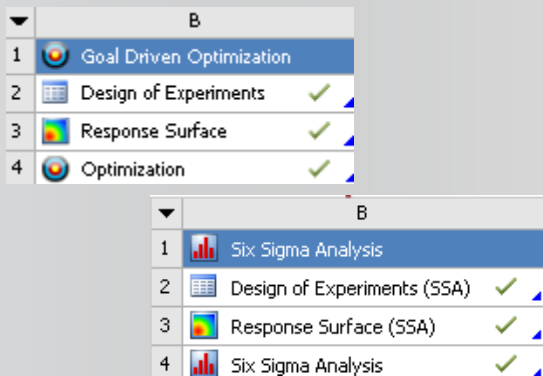 B
1 Goal Driven Optimization
2 Design of Experiments
3 Response Surface
4 Optimization
B
1 Six Sigma Analysis
2 Design of Experiments (SSA)
3 Response Surface (SSA)
4 Six Sigma Analysis